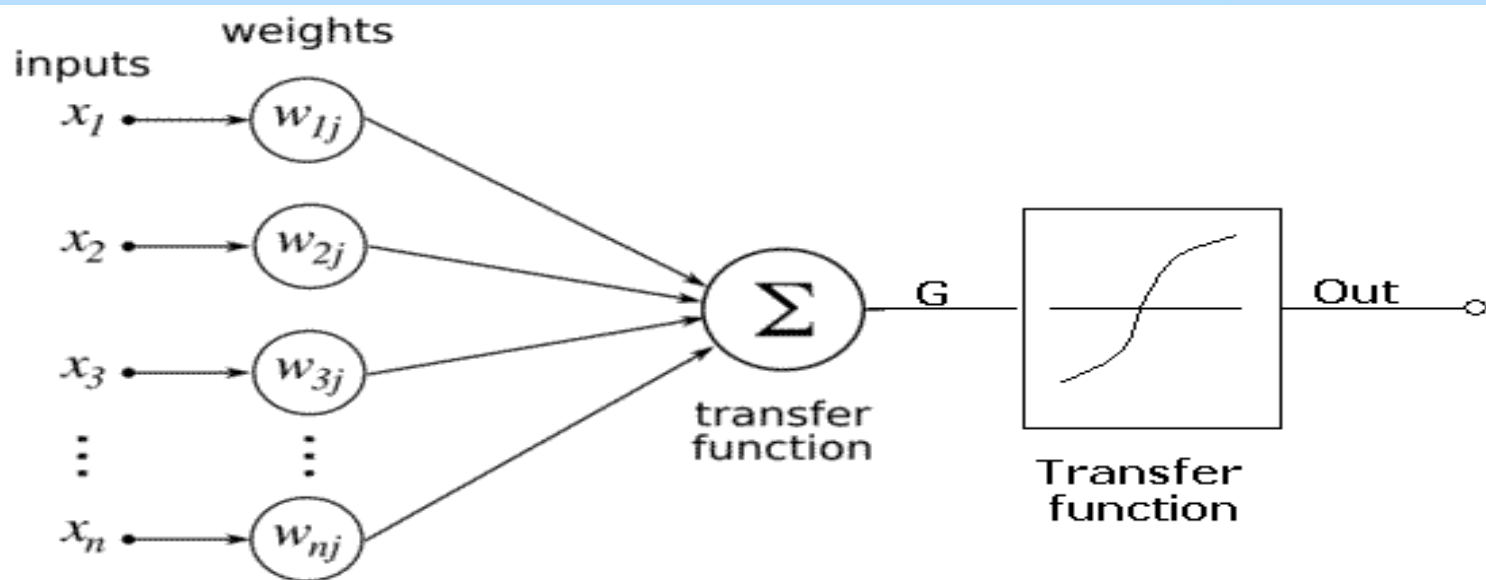 weights
inputs
x1 w1j
x2 w2j
x3 w3j
⋮ ⋮
xn wnj
Σ
transfer
function
G
Out
Transfer
function